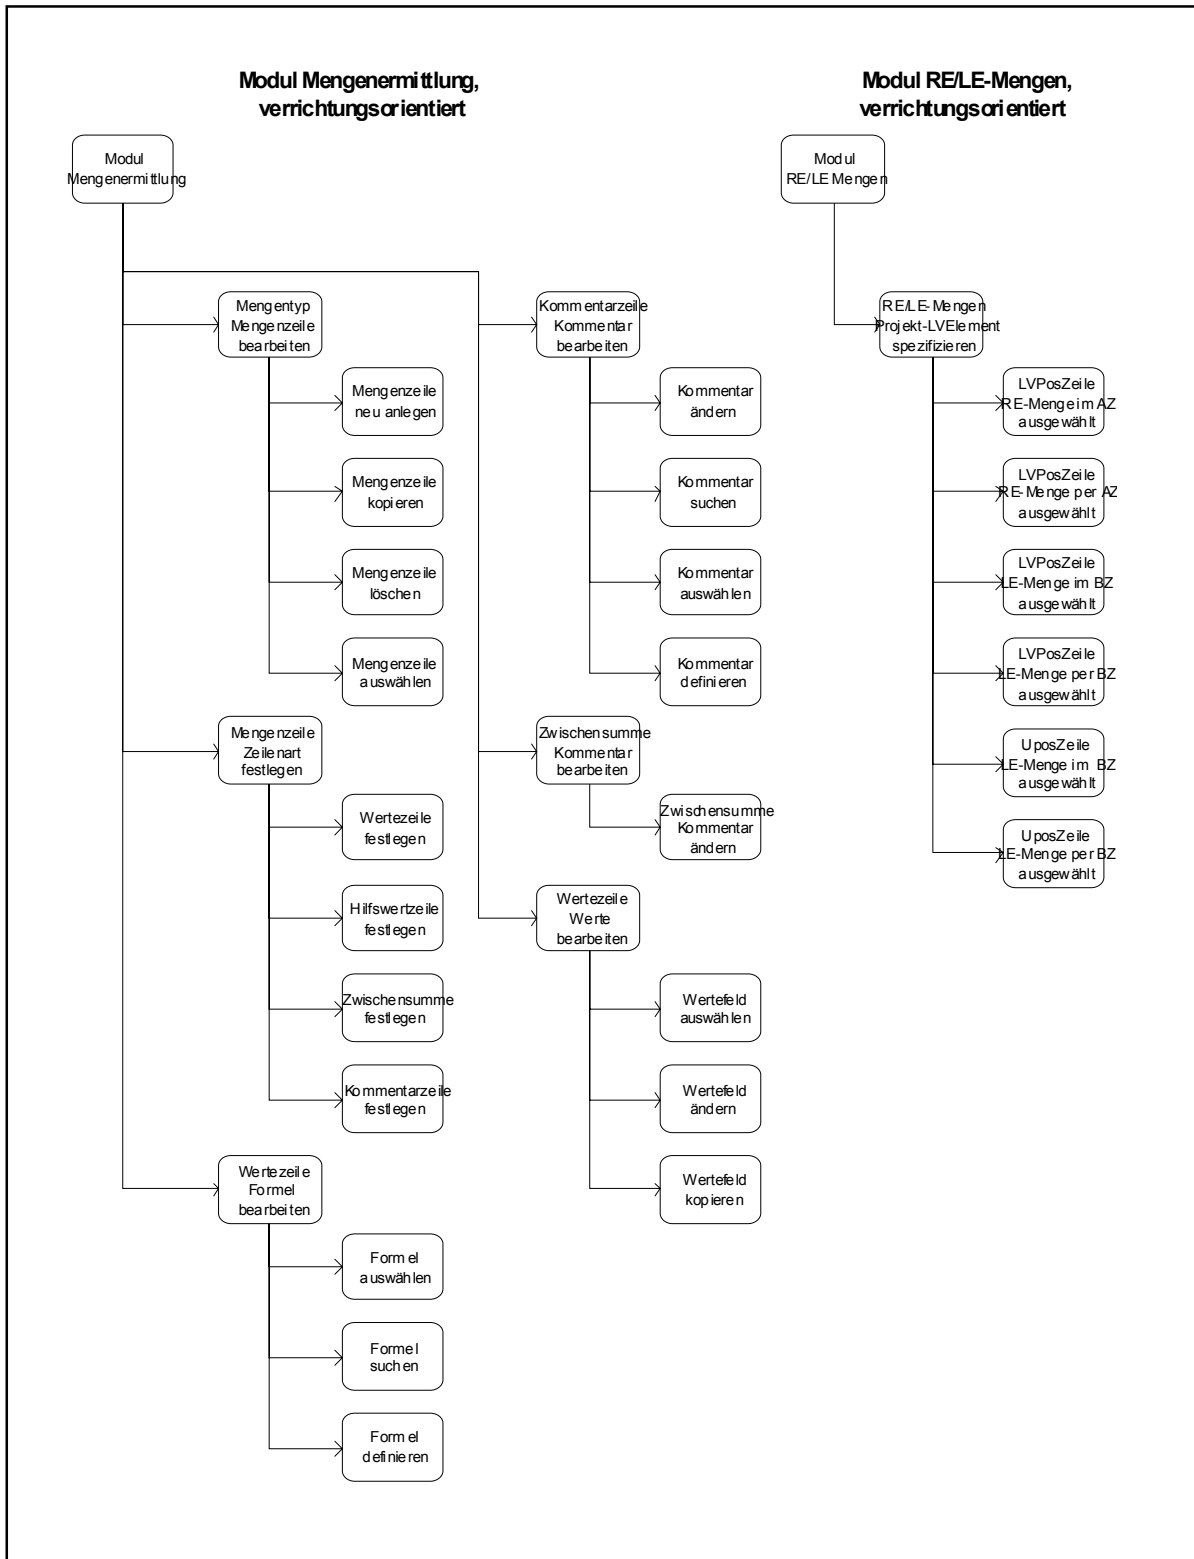 Modul Mengenermittlung,
verrichtungsorientiert
Modul
Mengenermittlung
Mengentyp
Mengenzeile
bearbeiten
Mengenzeile
neu anlegen
Mengenzeile
kopieren
Mengenzeile
löschen
Mengenzeile
auswählen
Mengenzeile
Zeilenart
festlegen
Wertezeile
festlegen
Hilfswertzeile
festlegen
Zwischensumme
festlegen
Kommentarzeile
festlegen
Wertezeile
Formel
bearbeiten
Formel
auswählen
Formel
suchen
Formel
definieren
Kommentarzeile
Kommentar
bearbeiten
Kommentar
ändern
Kommentar
suchen
Kommentar
auswählen
Kommentar
definieren
Zwischensumme
Kommentar
bearbeiten
Zwischensumme
Kommentar
ändern
Wertezeile
Werte
bearbeiten
Wertefeld
auswählen
Wertefeld
ändern
Wertefeld
kopieren
Modul RE/LE-Mengen,
verrichtungsorientiert
Modul
RE/LE Mengen
RE/LE-Mengen
Projekt-LVElement
spezifizieren
LVPosZeile
RE-Menge im AZ
ausgewählt
LVPosZeile
RE-Menge per AZ
ausgewählt
LVPosZeile
LE-Menge im BZ
ausgewählt
LVPosZeile
LE-Menge per BZ
ausgewählt
UposZeile
LE-Menge im BZ
ausgewählt
UposZeile
LE-Menge per BZ
ausgewählt